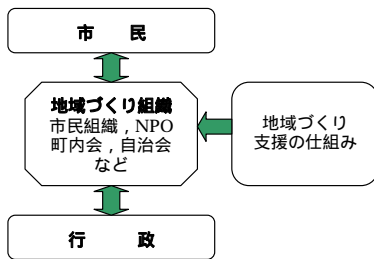 市　民
地域づくり組織
市民組織，NPO
町内会，自治会
など
地域づくり
支援の仕組み
行　政